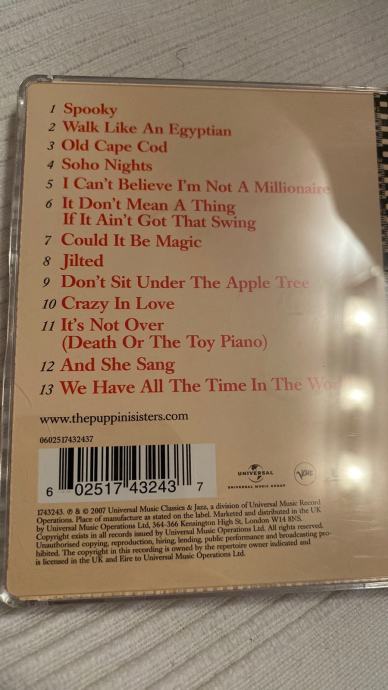 1 Spooky
2 Walk Like An Egyptian
3 Old Cape Cod
4 Soho Nights
5 I Can't Believe I'm Not A Millionaire
6 It Don't Mean A Thing
If It Ain't Got That Swing
7 Could It Be Magic
8 Jilted
9 Don't Sit Under The Apple Tree
10 Crazy In Love
11 It's Not Over
(Death Or The Toy Piano)
12 And She Sang
13 We Have All The Time In The
www.thepuppinisisters.com
0602517432437
6 02517 43243 7
UNIVERSAL
UNIVERSAL MUSIC GROUP
Verve
1743243. ℗ & © 2007 Universal Music Classics & Jazz, a division of Universal Music Record
Operations. Place of manufacture as stated on the label. Marketed and distributed in the UK
by Universal Music Operations Ltd, 364-366 Kensington High St, London W14 8NS.
Copyright exists in all records issued by Universal Music Operations Ltd. All rights reserved.
Unauthorised copying, reproduction, hiring, lending, public performance and broadcasting pro-
hibited. The copyright in this recording is owned by the repertoire owner indicated and
is licensed in the UK and Eire to Universal Music Operations Ltd.